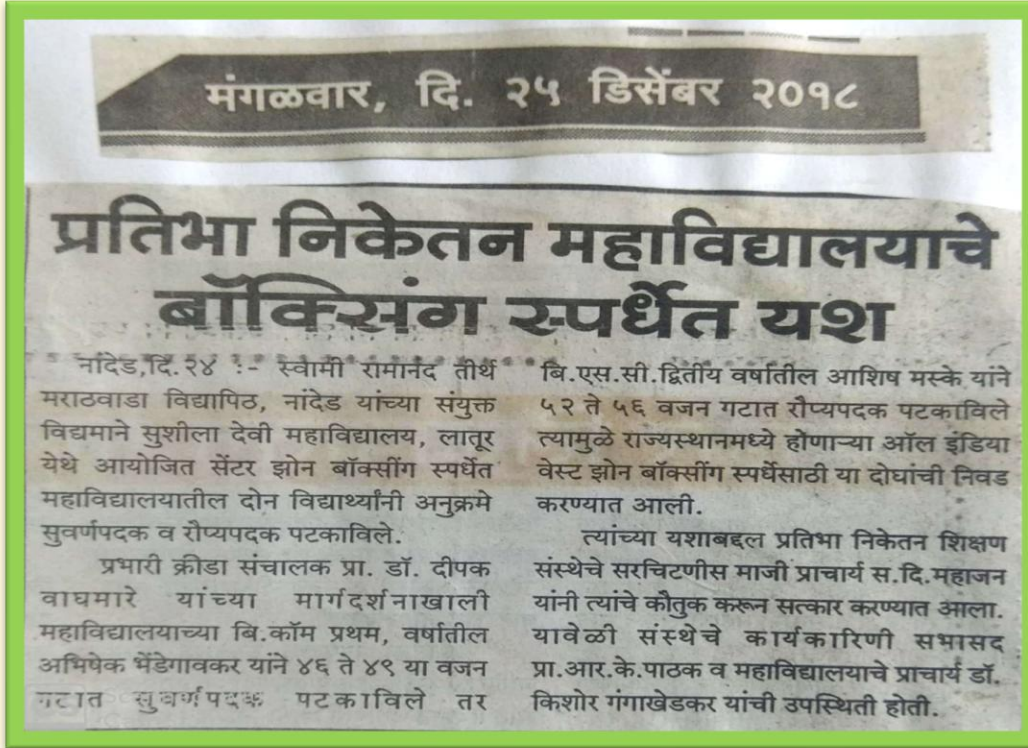 मंगळवार, दि. २५ डिसेंबर २०१८
प्रतिभा निकेतन महाविद्यालयाचे
बॉक्सिंग स्पर्धेत यश
नांदेड,दि.२४ :- स्वामी रामानंद तीर्थ
मराठवाडा विद्यापिठ, नांदेड यांच्या संयुक्त
विद्यमाने सुशीला देवी महाविद्यालय, लातूर
येथे आयोजित सेंटर झोन बॉक्सींग स्पर्धेत
महाविद्यालयातील दोन विद्यार्थ्यांनी अनुक्रमे
सुवर्णपदक व रौप्यपदक पटकाविले.
प्रभारी क्रीडा संचालक प्रा. डॉ. दीपक
वाघमारे यांच्या मार्गदर्शनाखाली
महाविद्यालयाच्या बि.कॉम प्रथम, वर्षातील
अभिषेक भेंडेगावकर यांने ४६ ते ४९ या वजन
गटात सुवर्णपदक पटकाविले तर
बि.एस.सी.द्वितीय वर्षातील आशिष मस्के यांने
५२ ते ५६ वजन गटात रौप्यपदक पटकाविले
त्यामुळे राज्यस्थानमध्ये होणाऱ्या ऑल इंडिया
वेस्ट झोन बॉक्सींग स्पर्धेसाठी या दोघांची निवड
करण्यात आली.
त्यांच्या यशाबद्दल प्रतिभा निकेतन शिक्षण
संस्थेचे सरचिटणीस माजी प्राचार्य स.दि.महाजन
यांनी त्यांचे कौतुक करून सत्कार करण्यात आला.
यावेळी संस्थेचे कार्यकारिणी सभासद
प्रा.आर.के.पाठक व महाविद्यालयाचे प्राचार्य डॉ.
किशोर गंगाखेडकर यांची उपस्थिती होती.